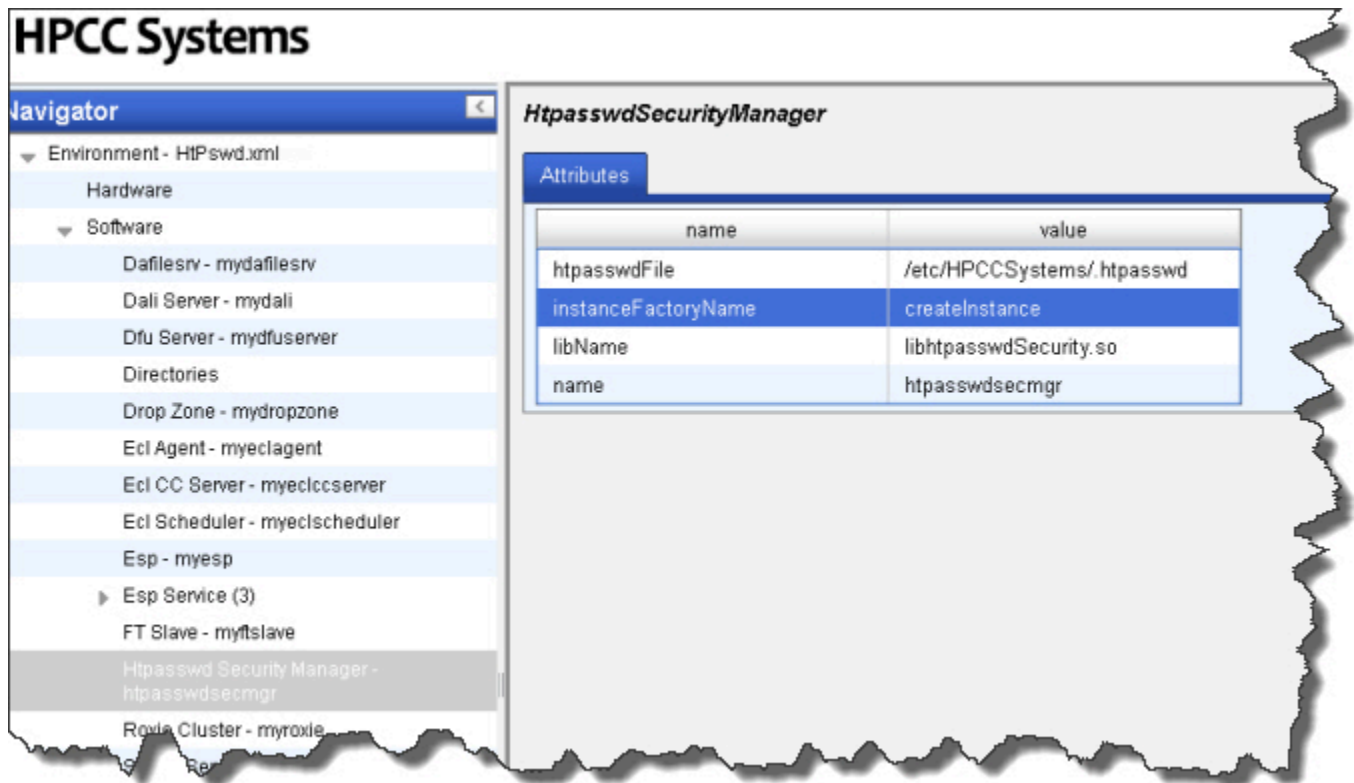 HPCC Systems
Navigator
Environment - HtPswd.xml
Hardware
Software
Dafilesrv - mydafilesrv
Dali Server - mydali
Dfu Server - mydfuserver
Directories
Drop Zone - mydropzone
Ecl Agent - myeclagent
Ecl CC Server - myeclccserver
Ecl Scheduler - myeclscheduler
Esp - myesp
Esp Service (3)
FT Slave - myftslave
Htpasswd Security Manager -
htpasswdsecmgr
Roxie Cluster - myroxie
HtpasswdSecurityManager
Attributes
name value
htpasswdFile /etc/HPCCSystems/.htpasswd
instanceFactoryName createInstance
libName libhtpasswdSecurity.so
name htpasswdsecmgr